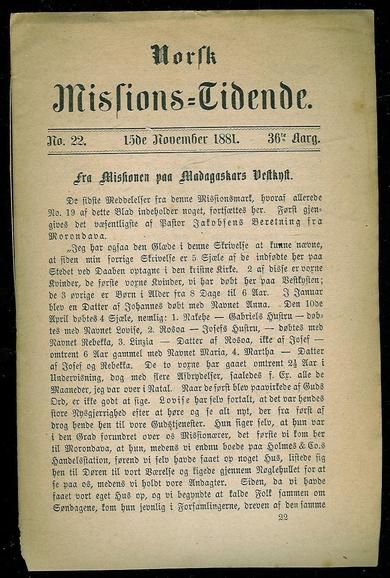 Norsk
Missions=Tidende.
No. 22. 15de November 1881. 36te Aarg.
Fra Missionen paa Madagaskars Vestkyst.
De sidste Meddelelser fra denne Missionsmark, hvoraf allerede
No. 19 af dette Blad indeholder noget, fortsættes her. Først gjen-
gives det væsentligste af Pastor Jakobsens Beretning fra
Morondava.
„Jeg har ogsaa den Glæde i denne Skrivelse at kunne nævne,
at siden min forrige Skrivelse er 5 Sjæle af de indfødte her paa
Stedet ved Daaben optagne i den kristne Kirke. 2 af disse er vorne
Kvinder, de første vorne Kvinder, vi har døbt her paa Vestkysten;
de 3 øvrige er Børn i Alder fra 8 Dage til 6 Aar. I Januar
blev en Datter af Johannes døbt med Navnet Anna. Den 10de
April døbtes 4 Sjæle, nemlig: 1. Rakehe — Gabriels Hustru — døb-
tes med Navnet Lovise, 2. Rosoa — Josefs Hustru, — døbtes med
Navnet Rebekka, 3. Linzia — Datter af Rosoa, ikke af Josef —
omtrent 6 Aar gammel med Navnet Maria, 4. Martha — Datter
af Josef og Rebekka. De to vorne har gaaet omtrent 2½ Aar i
Undervisning, dog med flere Afbrydelser, saaledes f. Ex. alle de
Maaneder, jeg var over i Natal. Naar de først blev paavirkede af Guds
Ord, er ikke godt at sige. Lovise har selv fortalt, at det var hendes
store Nysgjerrighed efter at høre og se alt nyt, der fra først af
drog hende hen til vore Gudstjenester. Hun siger selv, at hun var
i den Grad forundret over os Missionærer, det første vi kom her
til Morondava, at hun, medens vi endnu boede paa Holmes & Co.s
Handelsstation, førend vi selv havde faaet op noget Hus, listede sig
hen til Døren til vort Værelse og kigede gjennem Nøglehullet for at
se paa os, medens vi holdt vore Andagter. Siden, da vi havde
faaet vort eget Hus op, og vi begyndte at kalde Folk sammen om
Søndagene, kom hun jevnlig i Forsamlingerne, dreven af den samme
22